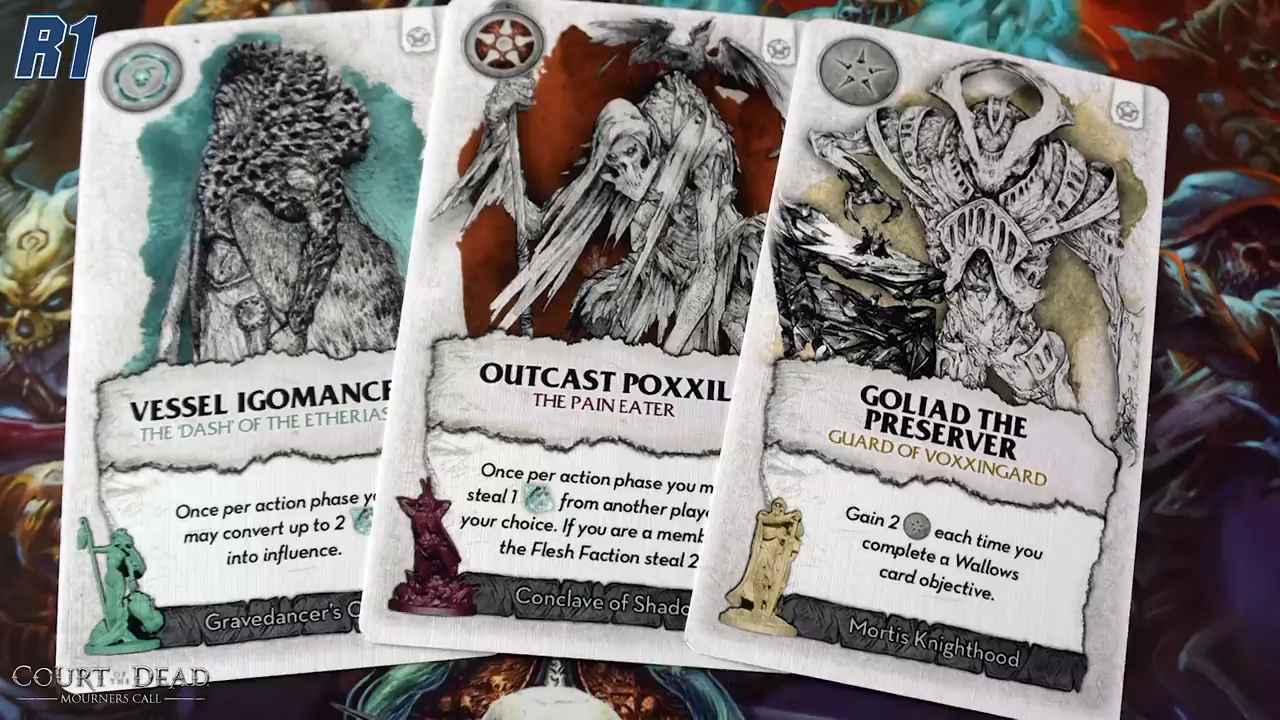 R1
VESSEL IGOMANCE
THE 'DASH' OF THE ETHERIAS
Once per action phase y
may convert up to 2
into influence.
Gravedancer's
OUTCAST POXXIL
THE PAIN EATER
Once per action phase you m
steal 1 from another playe
your choice. If you are a memb
the Flesh Faction steal 2
Conclave of Shado
GOLIAD THE
PRESERVER
GUARD OF VOXXINGARD
Gain 2 each time you
complete a Wallows
card objective.
Mortis Knighthood
COURT OF THE DEAD
MOURNERS CALL